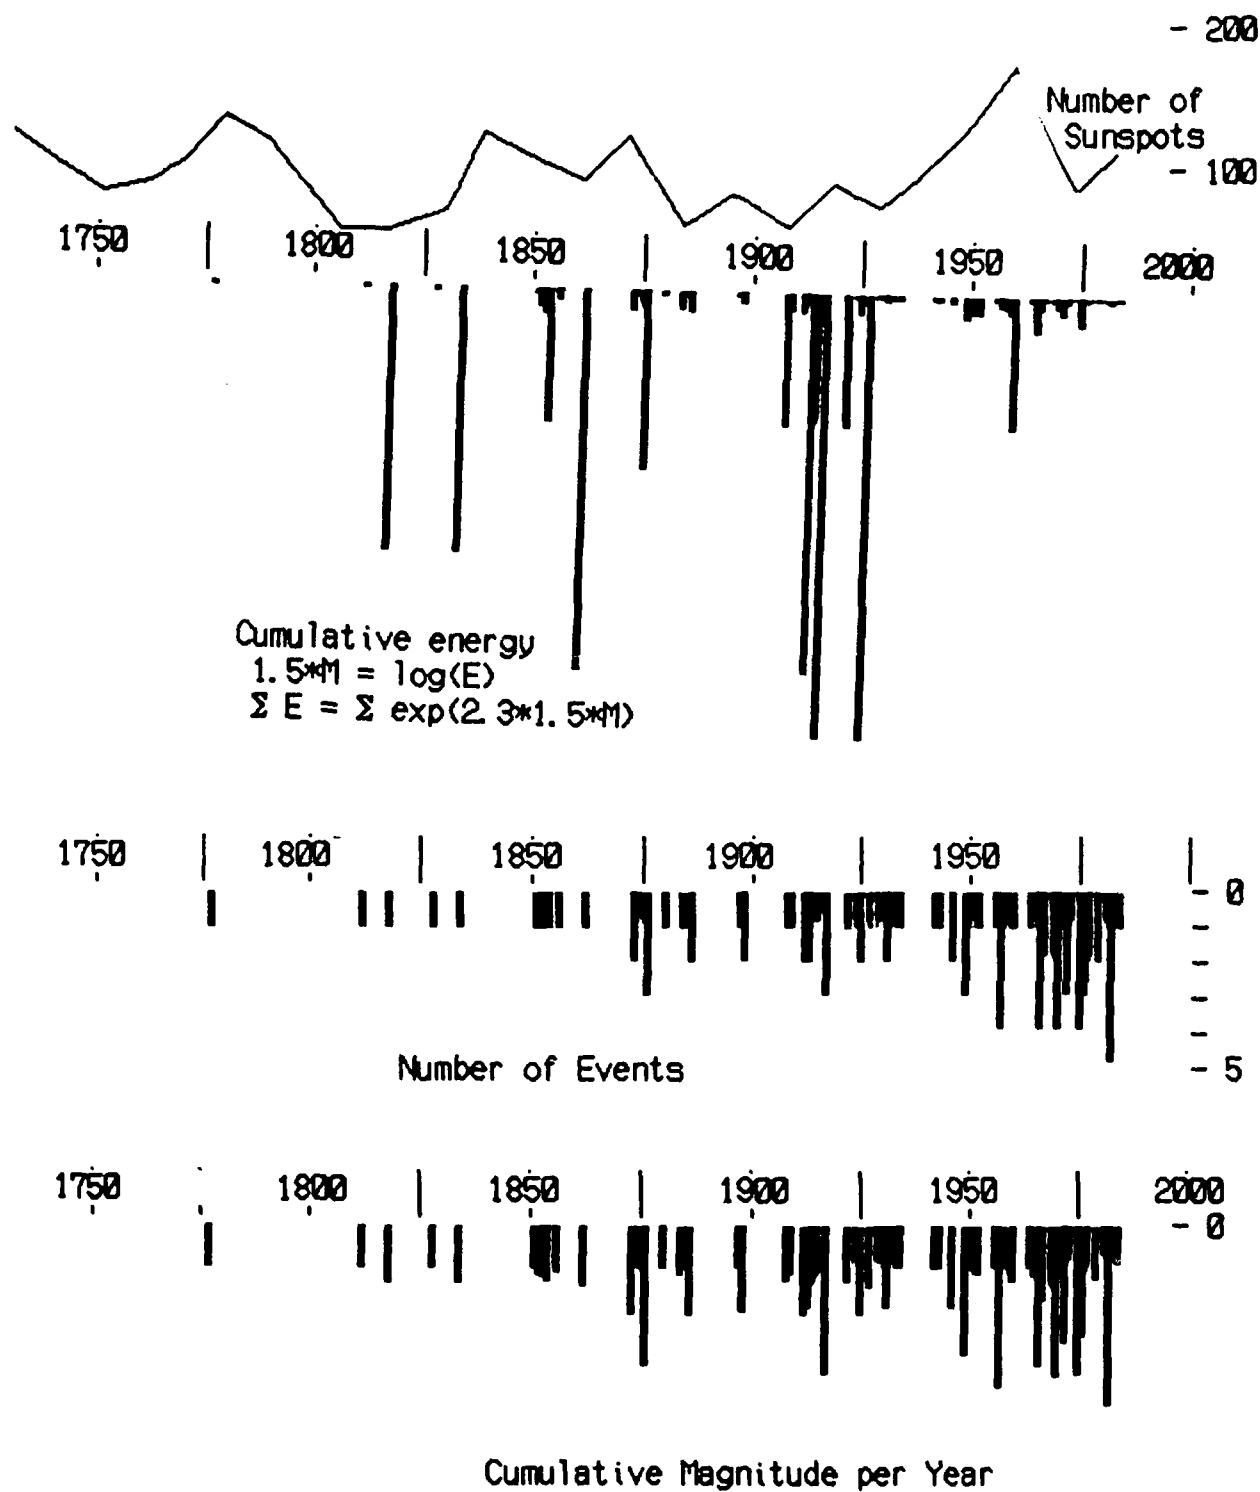 - 200
Number of
Sunspots
- 100
1750 1800 1850 1900 1950 2000
Cumulative energy
1.5*M = log(E)
Σ E = Σ exp(2.3*1.5*M)
1750 1800 1850 1900 1950
- 0
Number of Events
- 5
1750 1800 1850 1900 1950 2000
- 0
Cumulative Magnitude per Year